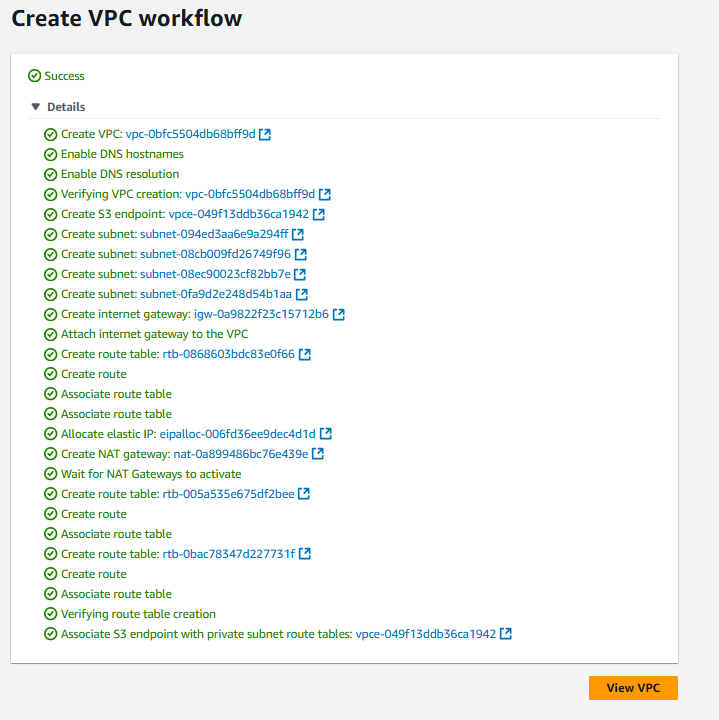 Create VPC workflow
Success
Details
Create VPC: vpc-0bfc5504db68bff9d
Enable DNS hostnames
Enable DNS resolution
Verifying VPC creation: vpc-0bfc5504db68bff9d
Create S3 endpoint: vpce-049f13ddb36ca1942
Create subnet: subnet-094ed3aa6e9a294ff
Create subnet: subnet-08cb009fd26749f96
Create subnet: subnet-08ec90023cf82bb7e
Create subnet: subnet-0fa9d2e248d54b1aa
Create internet gateway: igw-0a9822f23c15712b6
Attach internet gateway to the VPC
Create route table: rtb-0868603bdc83e0f66
Create route
Associate route table
Associate route table
Allocate elastic IP: eipalloc-006fd36ee9dec4d1d
Create NAT gateway: nat-0a899486bc76e439e
Wait for NAT Gateways to activate
Create route table: rtb-005a535e675df2bee
Create route
Associate route table
Create route table: rtb-0bac78347d227731f
Create route
Associate route table
Verifying route table creation
Associate S3 endpoint with private subnet route tables: vpce-049f13ddb36ca1942
View VPC